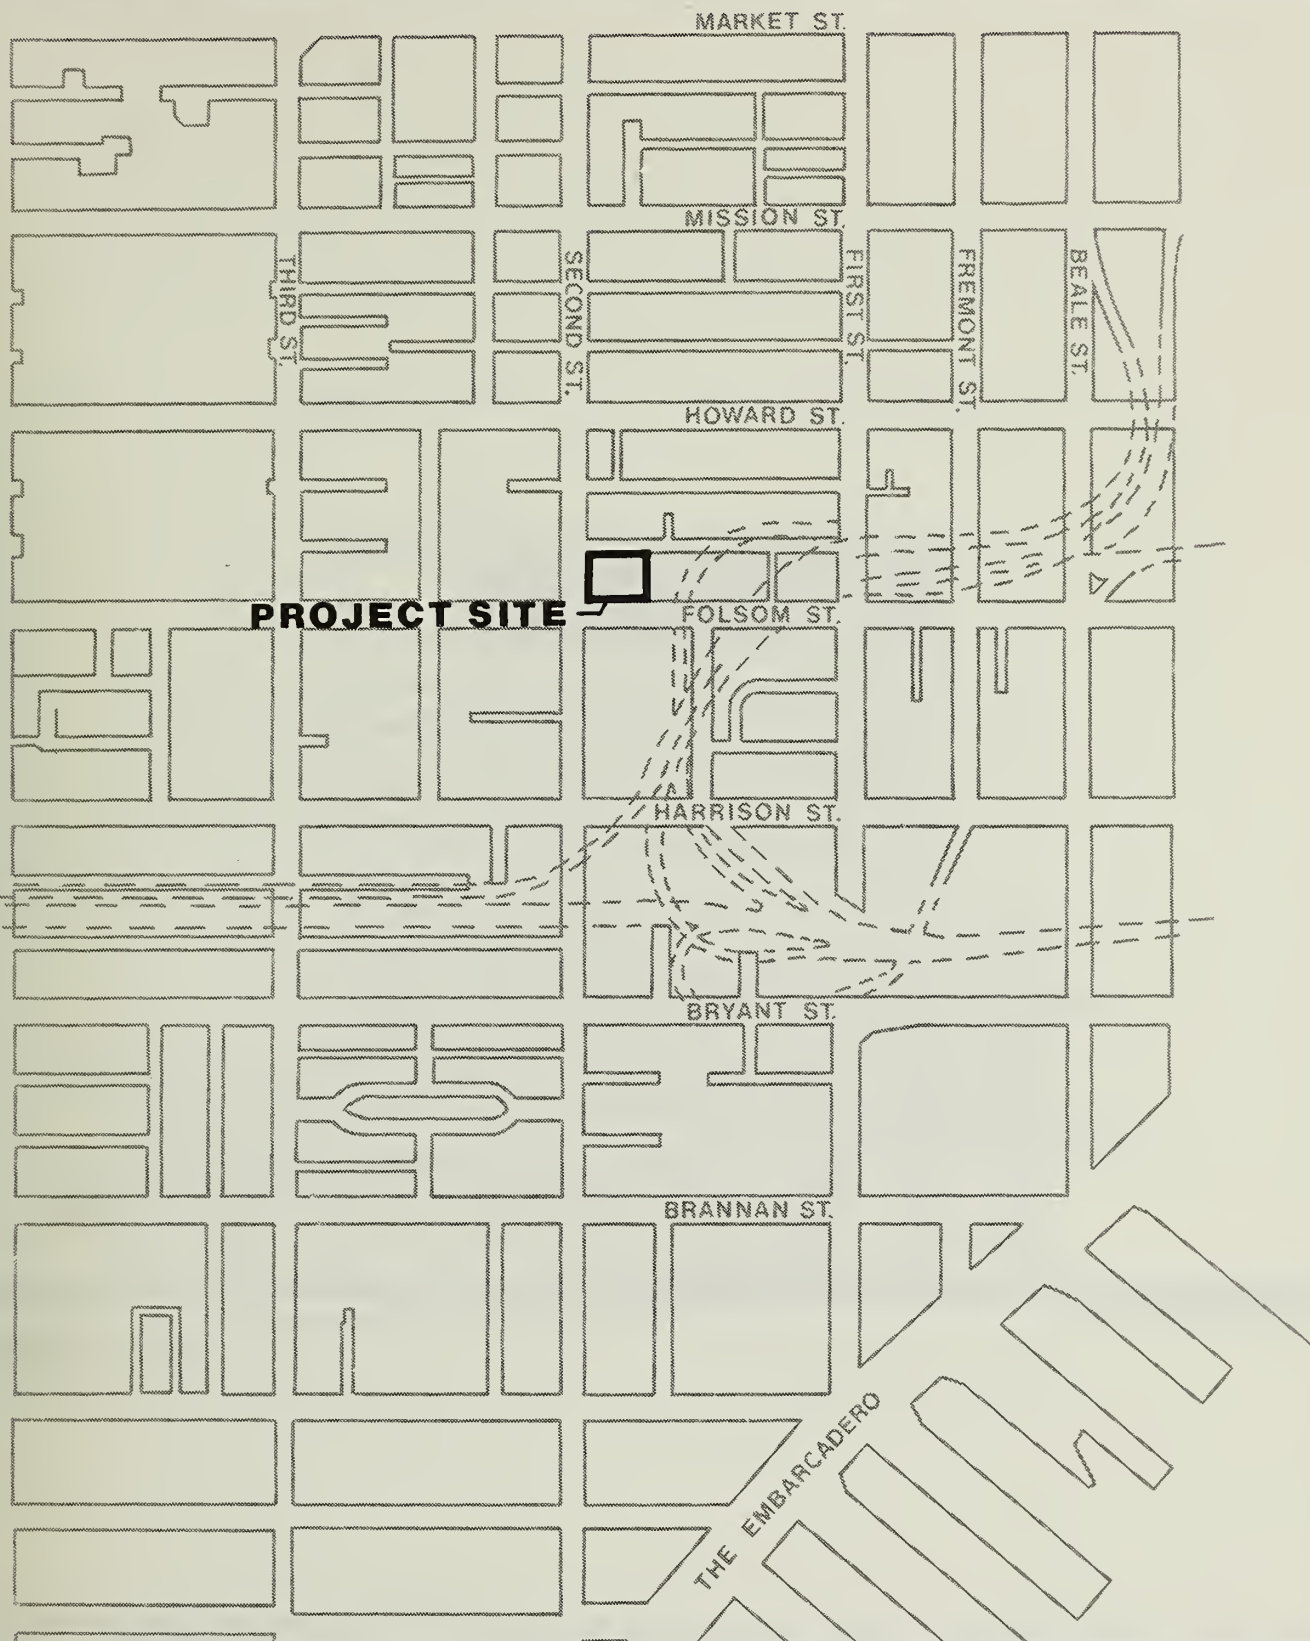 MARKET ST.
MISSION ST.
THIRD ST.
SECOND ST.
FIRST ST.
FREMONT ST.
BEALE ST.
HOWARD ST.
PROJECT SITE
FOLSOM ST.
HARRISON ST.
BRYANT ST.
BRANNAN ST.
THE EMBARCADERO